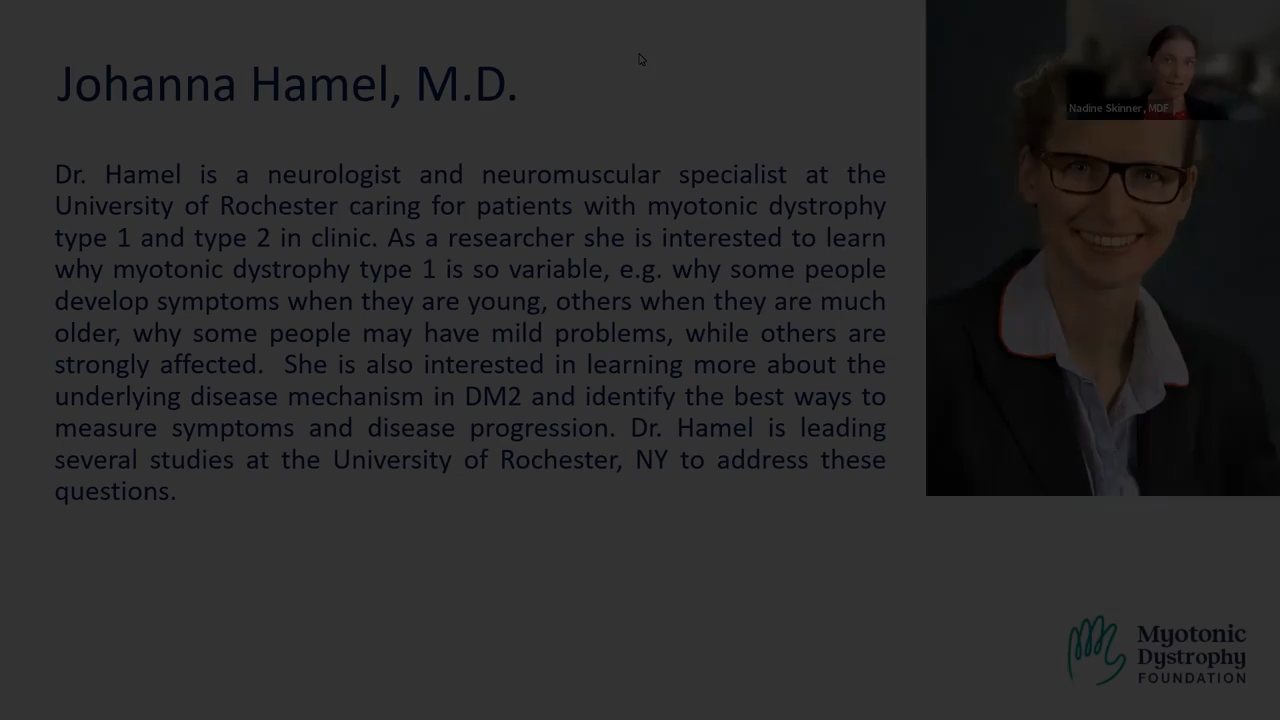 Johanna Hamel, M.D.
Nadine Skinner, MDF
Dr. Hamel is a neurologist and neuromuscular specialist at the
University of Rochester caring for patients with myotonic dystrophy
type 1 and type 2 in clinic. As a researcher she is interested to learn
why myotonic dystrophy type 1 is so variable, e.g. why some people
develop symptoms when they are young, others when they are much
older, why some people may have mild problems, while others are
strongly affected. She is also interested in learning more about the
underlying disease mechanism in DM2 and identify the best ways to
measure symptoms and disease progression. Dr. Hamel is leading
several studies at the University of Rochester, NY to address these
questions.
Myotonic
Dystrophy
FOUNDATION